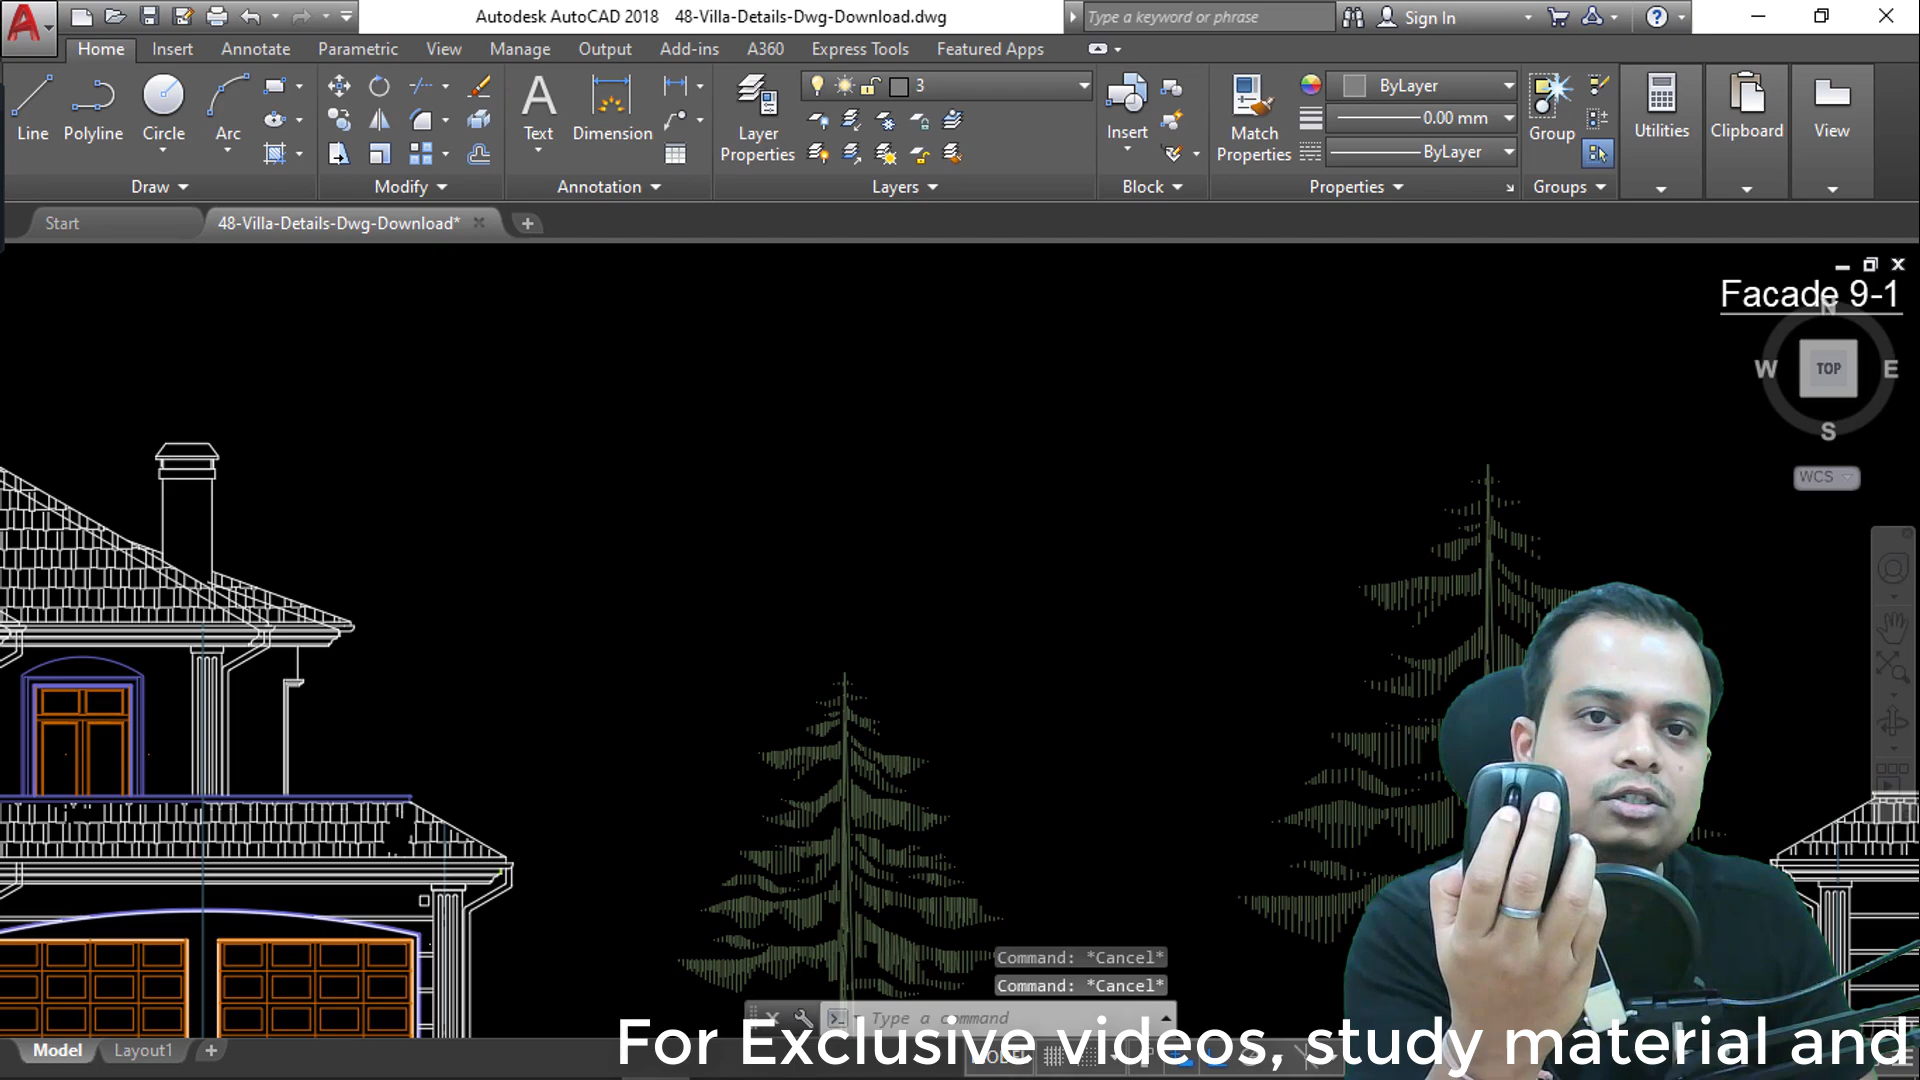 Autodesk AutoCAD 2018 48-Villa-Details-Dwg-Download.dwg
Type a keyword or phrase
Sign In
Home Insert Annotate Parametric View Manage Output Add-ins A360 Express Tools Featured Apps
3
ByLayer
0.00 mm
ByLayer
Line Polyline Circle Arc
Text Dimension
Layer Properties
Insert
Match Properties
Group
Utilities
Clipboard
View
Draw Modify Annotation Layers Block Properties Groups
Start
48-Villa-Details-Dwg-Download*
Facade 9-1
N
W TOP E
S
WCS
Command: *Cancel*
Command: *Cancel*
Type a command
Model Layout1
For Exclusive videos, study material and